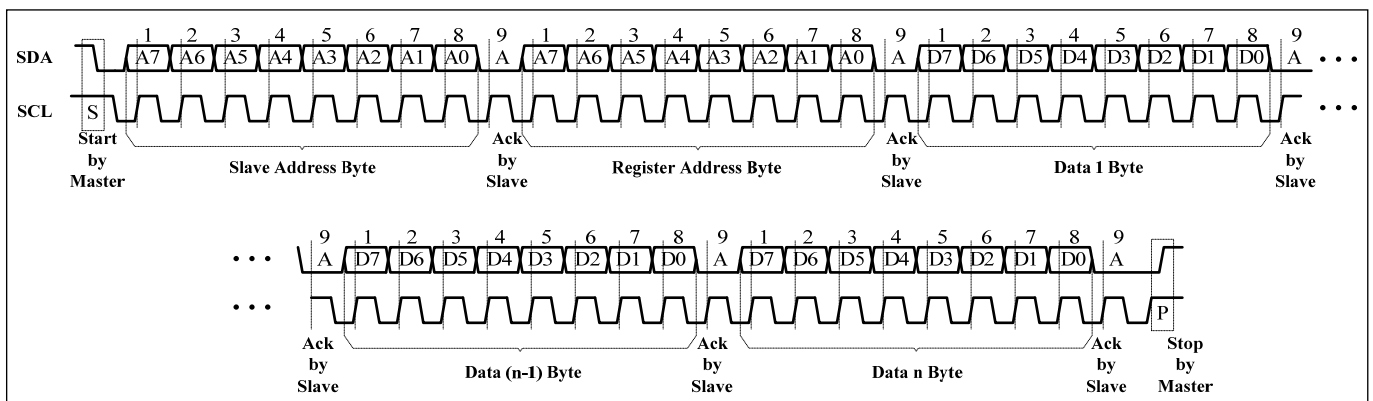 1 2 3 4 5 6 7 8 9 1 2 3 4 5 6 7 8 9 1 2 3 4 5 6 7 8 9
SDA A7 A6 A5 A4 A3 A2 A1 A0 A A7 A6 A5 A4 A3 A2 A1 A0 A D7 D6 D5 D4 D3 D2 D1 D0 A • • •
SCL S • • •
Start by Master
Slave Address Byte
Ack by Slave
Register Address Byte
Ack by Slave
Data 1 Byte
Ack by Slave
9 1 2 3 4 5 6 7 8 9 1 2 3 4 5 6 7 8 9
• • • A D7 D6 D5 D4 D3 D2 D1 D0 A D7 D6 D5 D4 D3 D2 D1 D0 A
• • • P
Ack by Slave
Data (n-1) Byte
Ack by Slave
Data n Byte
Ack by Slave
Stop by Master